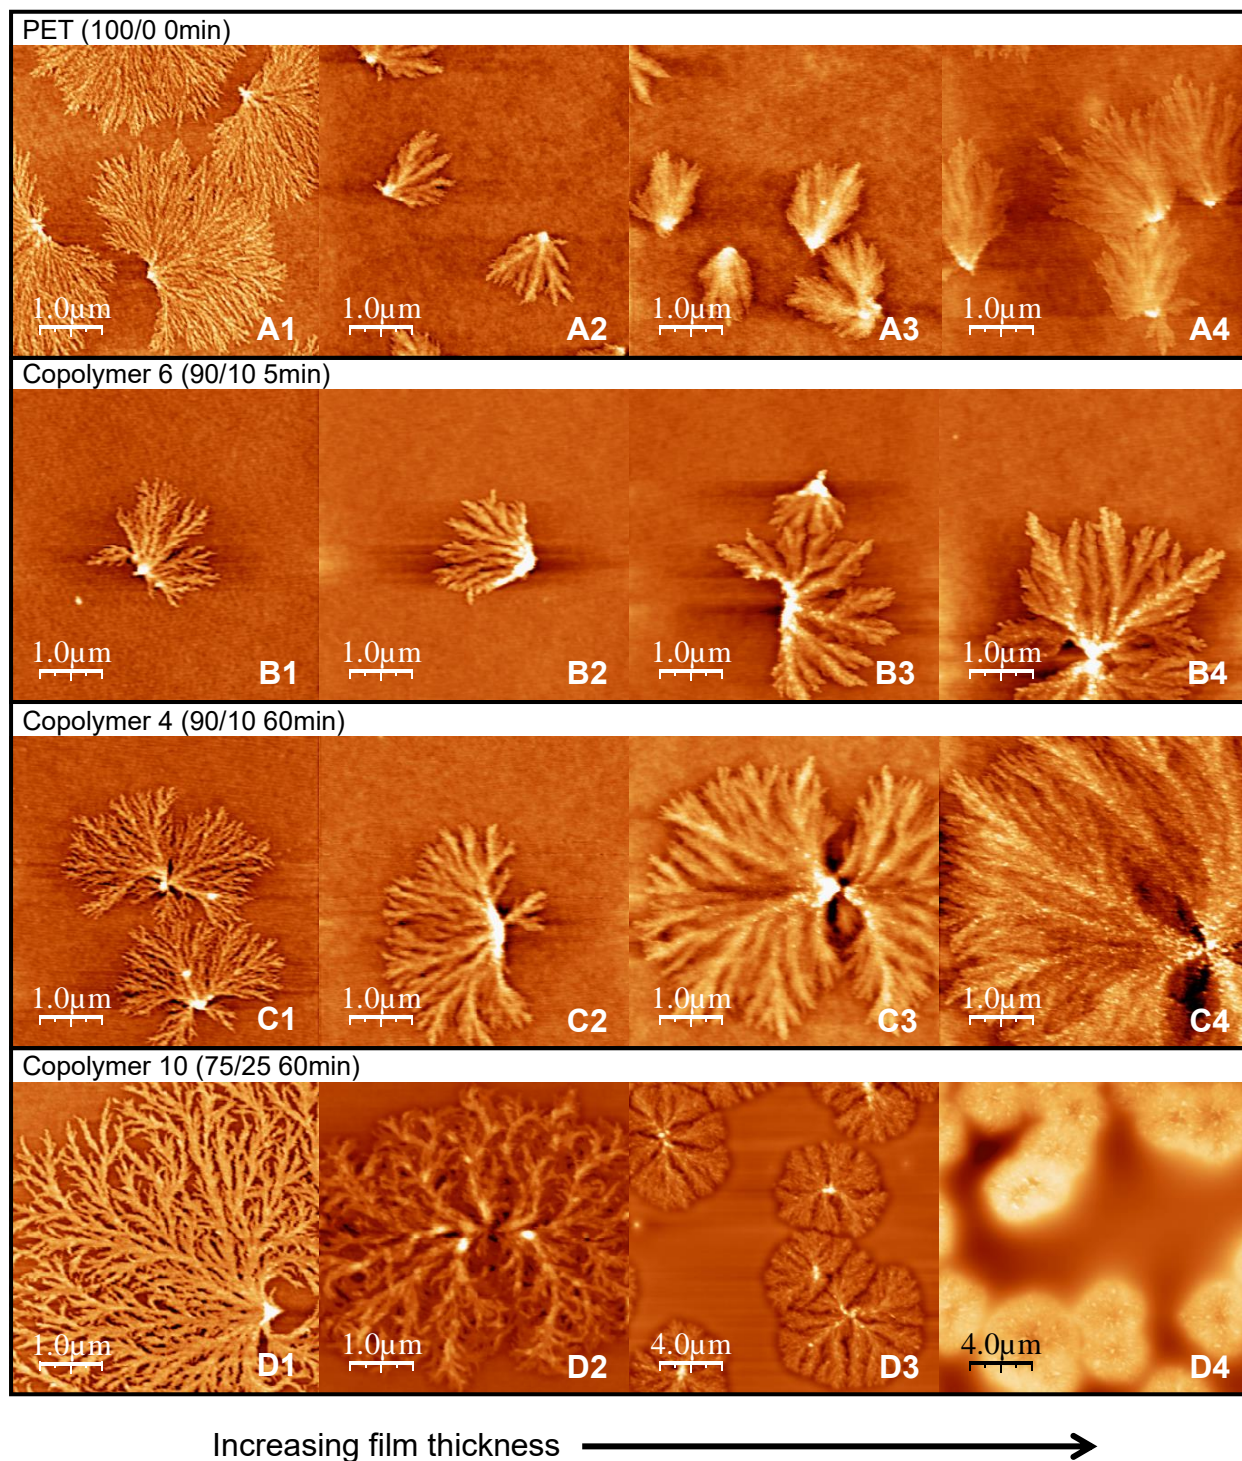 PET (100/0 0min)
1.0µm A1 1.0µm A2 1.0µm A3 1.0µm A4
Copolymer 6 (90/10 5min)
1.0µm B1 1.0µm B2 1.0µm B3 1.0µm B4
Copolymer 4 (90/10 60min)
1.0µm C1 1.0µm C2 1.0µm C3 1.0µm C4
Copolymer 10 (75/25 60min)
1.0µm D1 1.0µm D2 4.0µm D3 4.0µm D4
Increasing film thickness